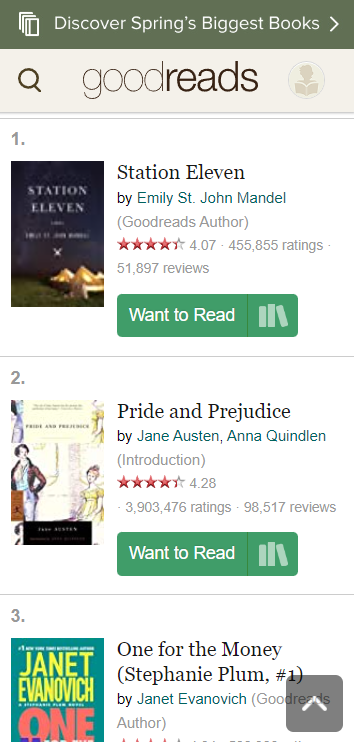 Discover Spring's Biggest Books
goodreads
1.
STATION
ELEVEN
EMILY ST. JOHN MANDEL
Station Eleven
by Emily St. John Mandel
(Goodreads Author)
4.07 · 455,855 ratings ·
51,897 reviews
Want to Read
2.
PRIDE AND PREJUDICE
JANE AUSTEN
Pride and Prejudice
by Jane Austen, Anna Quindlen
(Introduction)
4.28
· 3,903,476 ratings · 98,517 reviews
Want to Read
3.
JANET
EVANOVICH
A STEPHANIE PLUM NOVEL
ONE
One for the Money
(Stephanie Plum, #1)
by Janet Evanovich (Goodreads
Author)